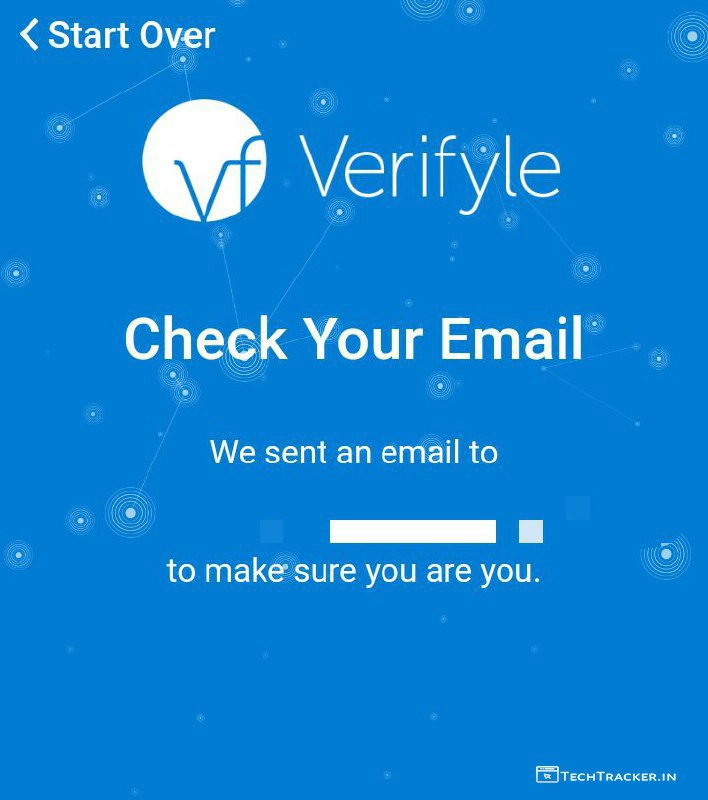 Start Over
vf Verifyle
Check Your Email
We sent an email to
to make sure you are you.
TechTracker.in